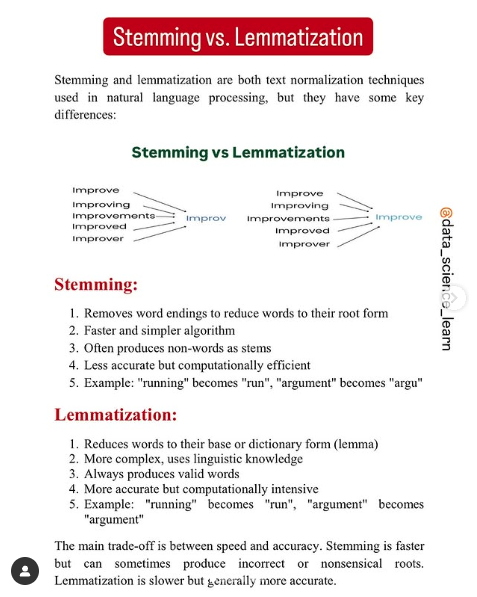 Stemming vs. Lemmatization
Stemming and lemmatization are both text normalization techniques
used in natural language processing, but they have some key
differences:
Stemming vs Lemmatization
Improve
Improving
Improvements
Improved
Improver
Improv
Improve
Improving
Improvements
Improved
Improver
Improve
@data_science_learn
Stemming:
1. Removes word endings to reduce words to their root form
2. Faster and simpler algorithm
3. Often produces non-words as stems
4. Less accurate but computationally efficient
5. Example: "running" becomes "run", "argument" becomes "argu"
Lemmatization:
1. Reduces words to their base or dictionary form (lemma)
2. More complex, uses linguistic knowledge
3. Always produces valid words
4. More accurate but computationally intensive
5. Example: "running" becomes "run", "argument" becomes
"argument"
The main trade-off is between speed and accuracy. Stemming is faster
but can sometimes produce incorrect or nonsensical roots.
Lemmatization is slower but generally more accurate.